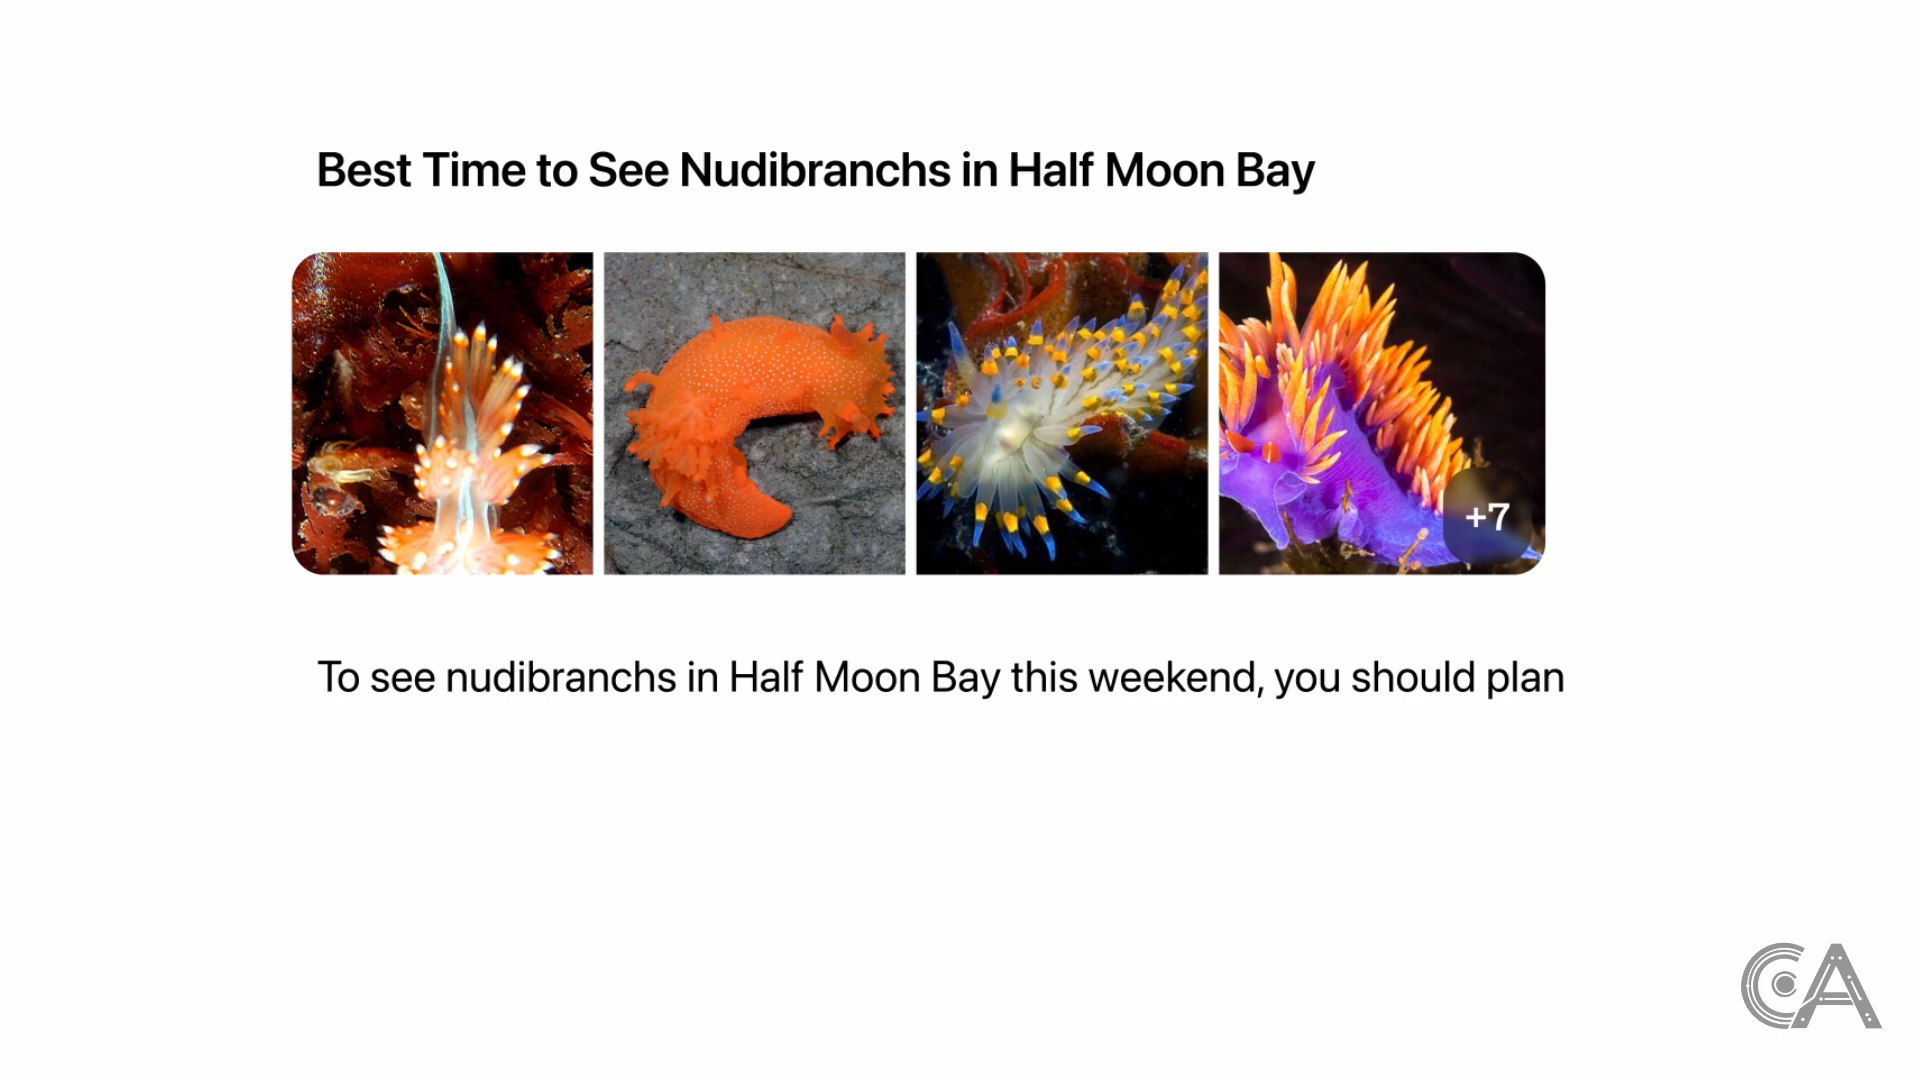 Best Time to See Nudibranchs in Half Moon Bay
+7
To see nudibranchs in Half Moon Bay this weekend, you should plan
CA